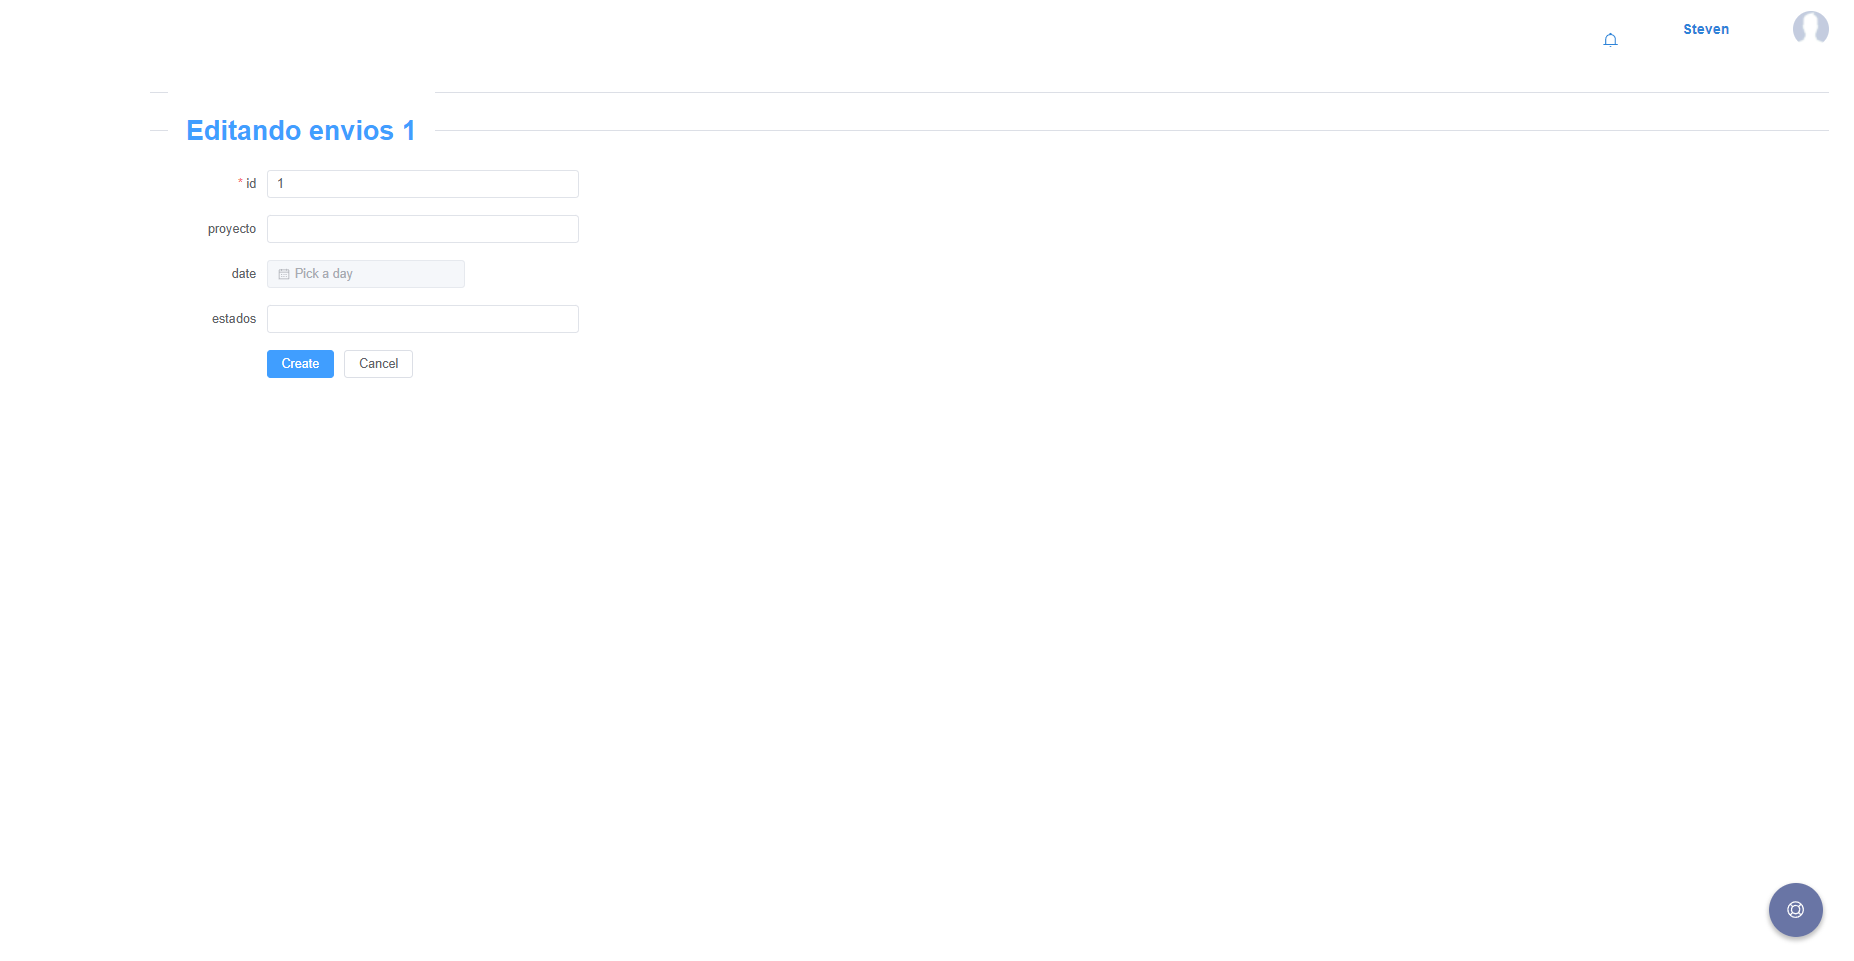 Steven
Editando envios 1
* id 1
proyecto
date Pick a day
estados
Create Cancel